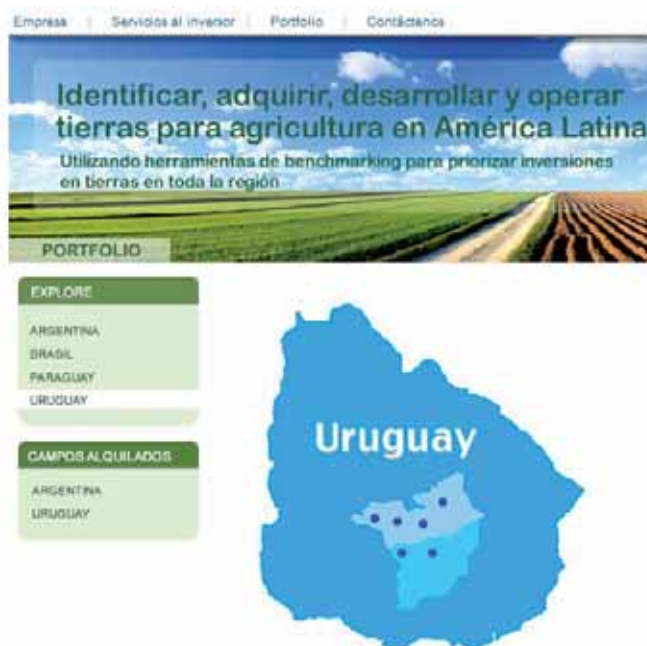 Empresa | Servicios al inversor | Portfolio | Contáctenos
Identificar, adquirir, desarrollar y operar
tierras para agricultura en América Latina
Utilizando herramientas de benchmarking para priorizar inversiones
en tierras en toda la región
PORTFOLIO
EXPLORE
ARGENTINA
BRASIL
PARAGUAY
URUGUAY
CAMPOS ALQUILADOS
ARGENTINA
URUGUAY
Uruguay